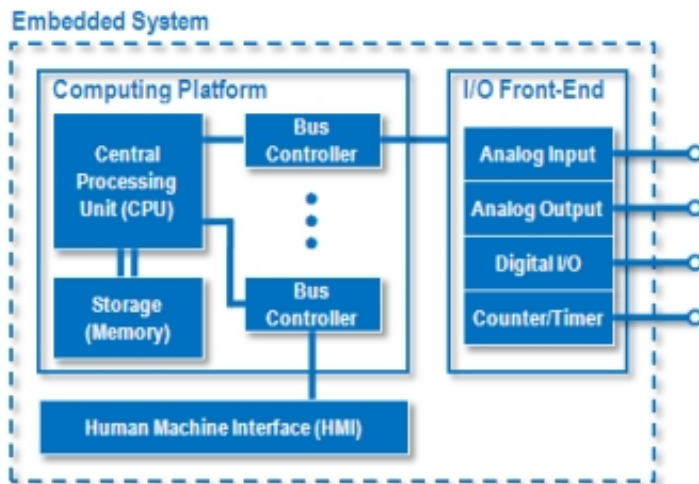 Embedded System
Computing Platform
I/O Front-End
Central
Processing
Unit (CPU)
Bus
Controller
Analog Input
Analog Output
Digital I/O
Counter/Timer
Storage
(Memory)
Bus
Controller
Human Machine Interface (HMI)